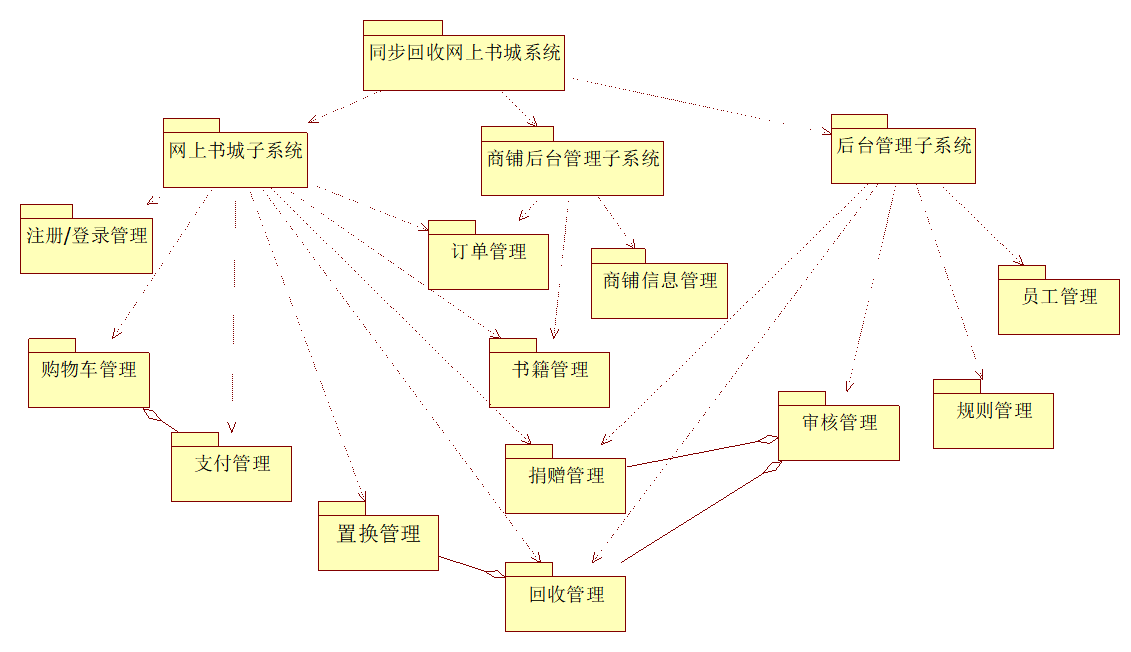 同步回收网上书城系统
网上书城子系统
商铺后台管理子系统
后台管理子系统
注册/登录管理
订单管理
商铺信息管理
员工管理
购物车管理
书籍管理
审核管理
规则管理
支付管理
捐赠管理
置换管理
回收管理